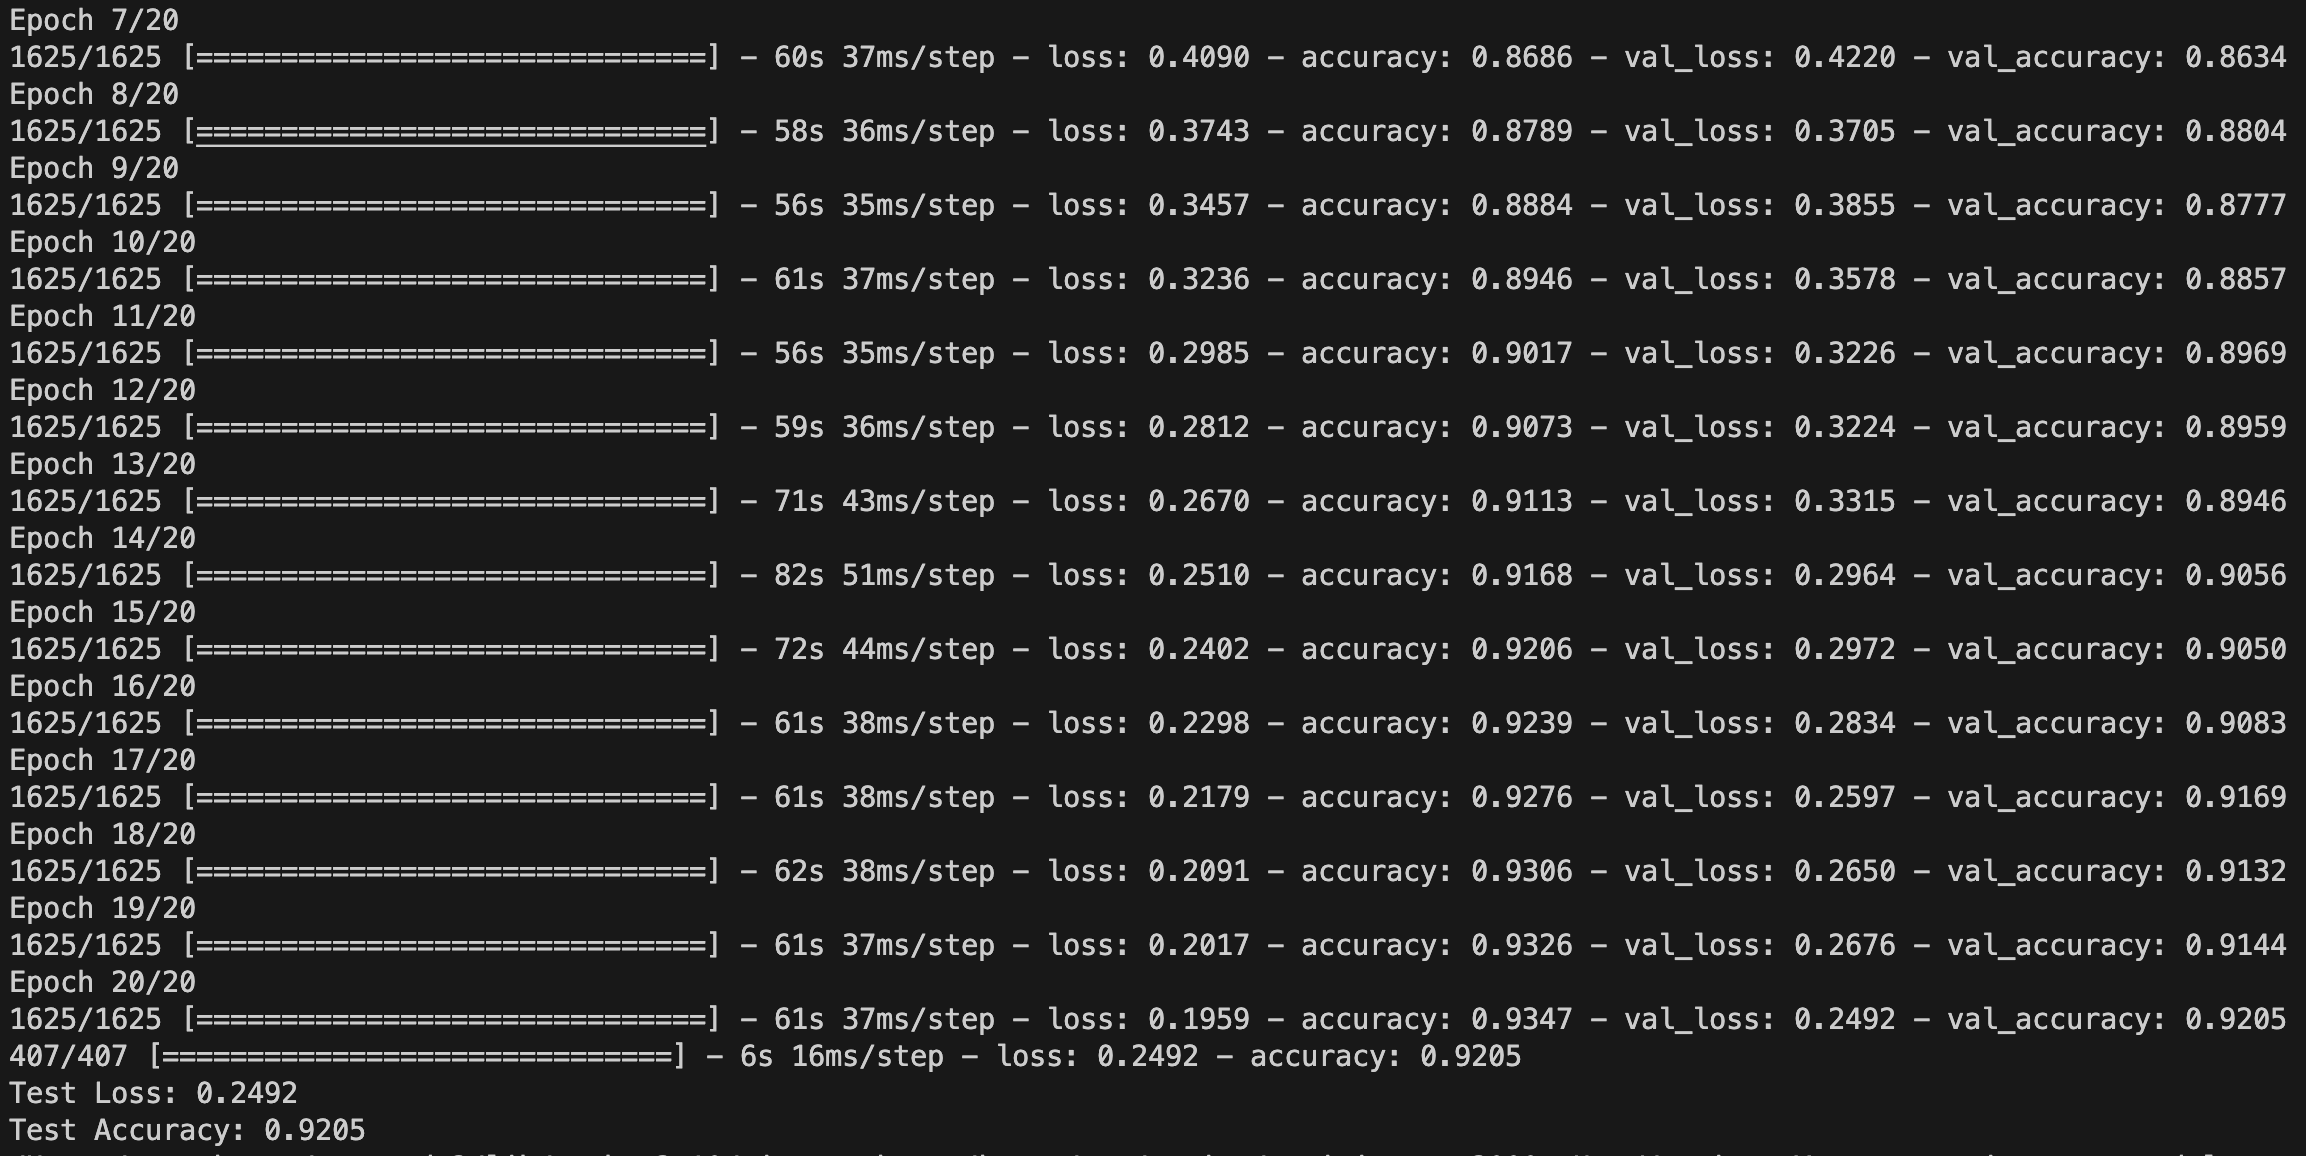 Epoch 7/20
1625/1625 [==============================] - 60s 37ms/step - loss: 0.4090 - accuracy: 0.8686 - val_loss: 0.4220 - val_accuracy: 0.8634
Epoch 8/20
1625/1625 [==============================] - 58s 36ms/step - loss: 0.3743 - accuracy: 0.8789 - val_loss: 0.3705 - val_accuracy: 0.8804
Epoch 9/20
1625/1625 [==============================] - 56s 35ms/step - loss: 0.3457 - accuracy: 0.8884 - val_loss: 0.3855 - val_accuracy: 0.8777
Epoch 10/20
1625/1625 [==============================] - 61s 37ms/step - loss: 0.3236 - accuracy: 0.8946 - val_loss: 0.3578 - val_accuracy: 0.8857
Epoch 11/20
1625/1625 [==============================] - 56s 35ms/step - loss: 0.2985 - accuracy: 0.9017 - val_loss: 0.3226 - val_accuracy: 0.8969
Epoch 12/20
1625/1625 [==============================] - 59s 36ms/step - loss: 0.2812 - accuracy: 0.9073 - val_loss: 0.3224 - val_accuracy: 0.8959
Epoch 13/20
1625/1625 [==============================] - 71s 43ms/step - loss: 0.2670 - accuracy: 0.9113 - val_loss: 0.3315 - val_accuracy: 0.8946
Epoch 14/20
1625/1625 [==============================] - 82s 51ms/step - loss: 0.2510 - accuracy: 0.9168 - val_loss: 0.2964 - val_accuracy: 0.9056
Epoch 15/20
1625/1625 [==============================] - 72s 44ms/step - loss: 0.2402 - accuracy: 0.9206 - val_loss: 0.2972 - val_accuracy: 0.9050
Epoch 16/20
1625/1625 [==============================] - 61s 38ms/step - loss: 0.2298 - accuracy: 0.9239 - val_loss: 0.2834 - val_accuracy: 0.9083
Epoch 17/20
1625/1625 [==============================] - 61s 38ms/step - loss: 0.2179 - accuracy: 0.9276 - val_loss: 0.2597 - val_accuracy: 0.9169
Epoch 18/20
1625/1625 [==============================] - 62s 38ms/step - loss: 0.2091 - accuracy: 0.9306 - val_loss: 0.2650 - val_accuracy: 0.9132
Epoch 19/20
1625/1625 [==============================] - 61s 37ms/step - loss: 0.2017 - accuracy: 0.9326 - val_loss: 0.2676 - val_accuracy: 0.9144
Epoch 20/20
1625/1625 [==============================] - 61s 37ms/step - loss: 0.1959 - accuracy: 0.9347 - val_loss: 0.2492 - val_accuracy: 0.9205
407/407 [==============================] - 6s 16ms/step - loss: 0.2492 - accuracy: 0.9205
Test Loss: 0.2492
Test Accuracy: 0.9205